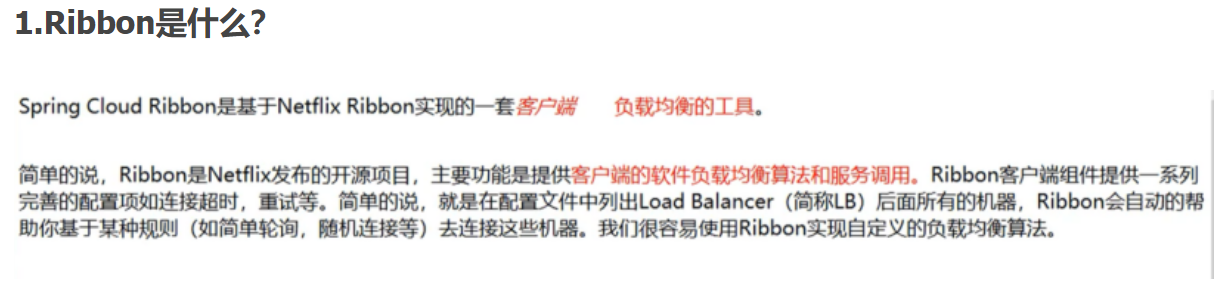 1.Ribbon是什么?
Spring Cloud Ribbon是基于Netflix Ribbon实现的一套客户端 负载均衡的工具。
简单的说，Ribbon是Netflix发布的开源项目，主要功能是提供客户端的软件负载均衡算法和服务调用。Ribbon客户端组件提供一系列
完善的配置项如连接超时，重试等。简单的说，就是在配置文件中列出Load Balancer（简称LB）后面所有的机器，Ribbon会自动的帮
助你基于某种规则（如简单轮询，随机连接等）去连接这些机器。我们很容易使用Ribbon实现自定义的负载均衡算法。